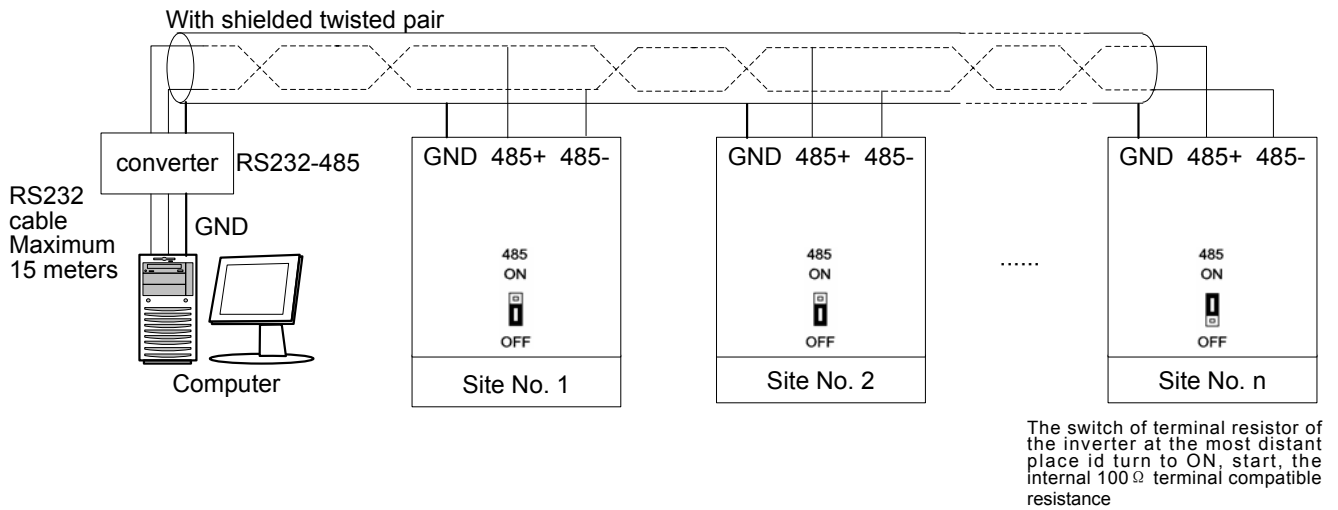 With shielded twisted pair
converter
RS232-485
RS232
cable
Maximum
15 meters
GND
Computer
GND 485+ 485-
485
ON
OFF
Site No. 1
GND 485+ 485-
485
ON
OFF
Site No. 2
......
GND 485+ 485-
485
ON
OFF
Site No. n
The switch of terminal resistor of
the inverter at the most distant
place id turn to ON, start, the
internal 100Ω terminal compatible
resistance